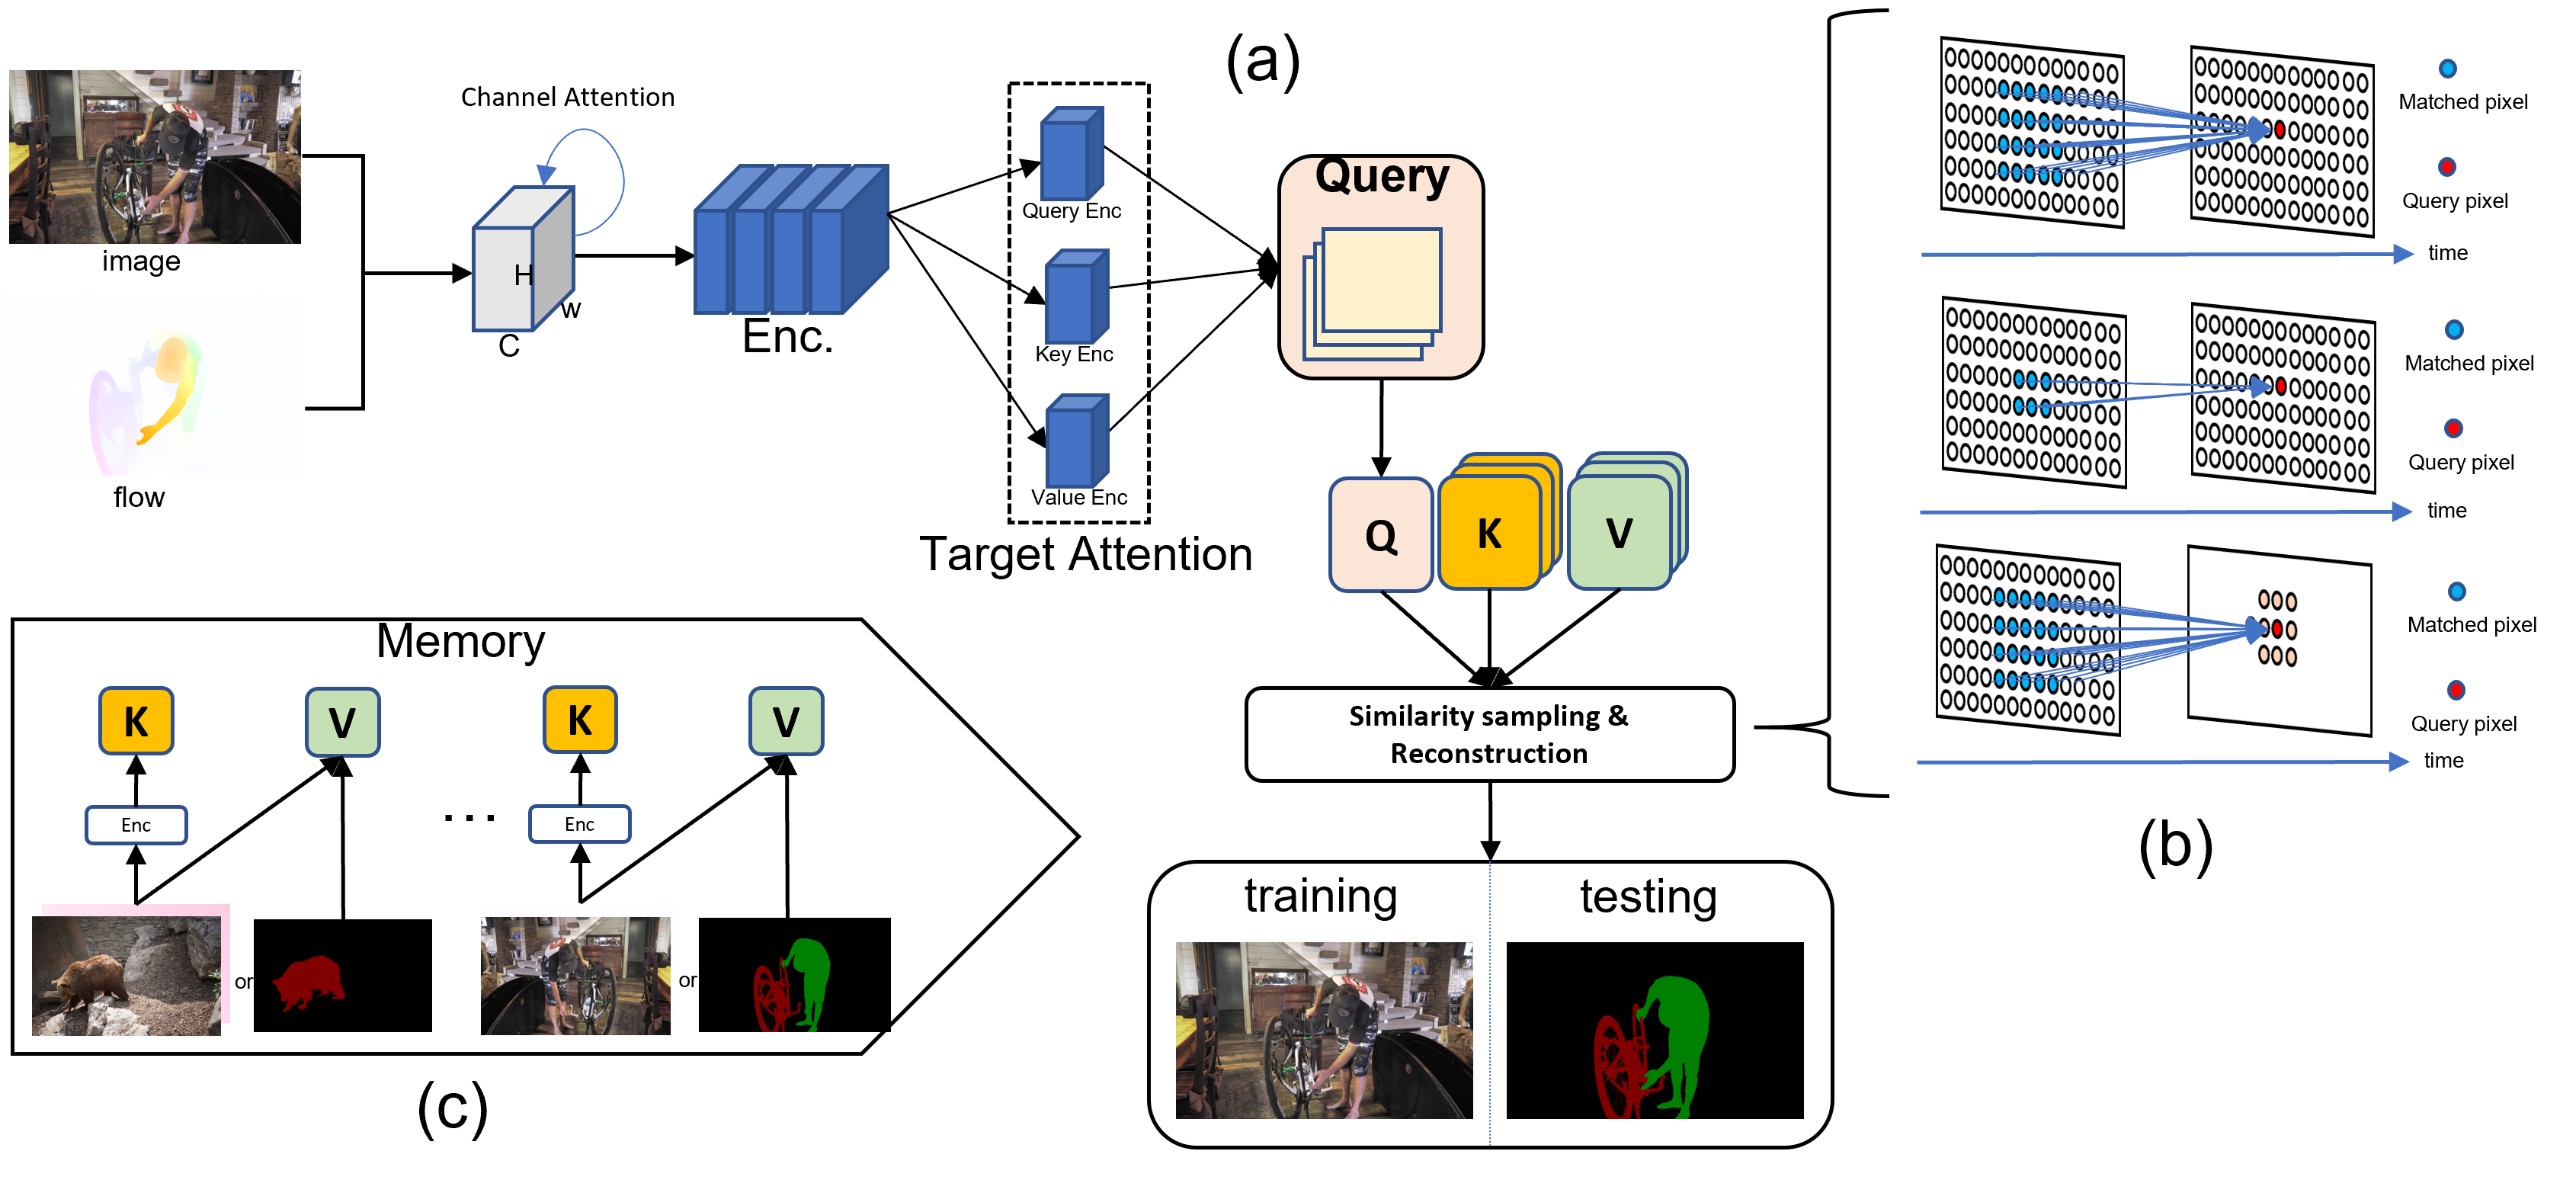 (a)
image
flow
Channel Attention
H
w
C
Enc.
Query Enc
Key Enc
Value Enc
Target Attention
Query
Q
K
V
Similarity sampling &
Reconstruction
training
testing
Matched pixel
Query pixel
time
Matched pixel
Query pixel
time
Matched pixel
Query pixel
time
(b)
Memory
K
V
K
V
Enc
...
Enc
or
or
(c)